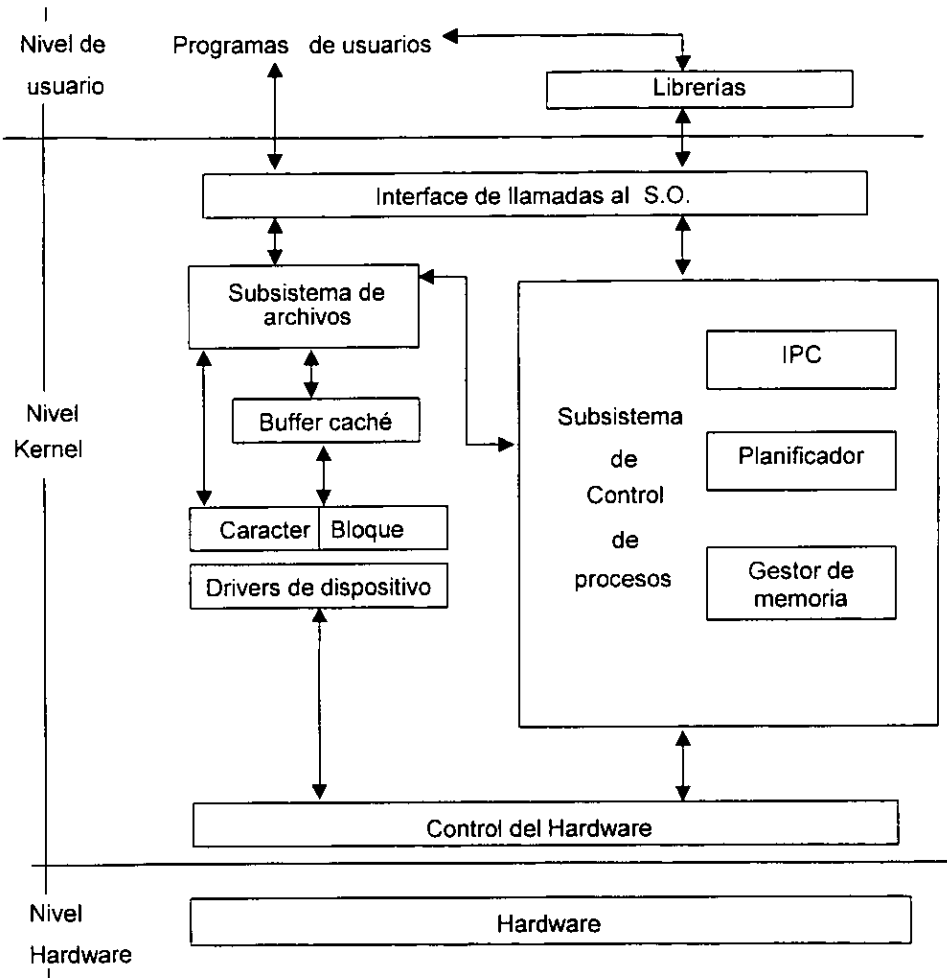 Nivel de
usuario
Programas de usuarios
Librerías
Interface de llamadas al S.O.
Subsistema de
archivos
Buffer caché
Caracter Bloque
Drivers de dispositivo
Nivel
Kernel
Subsistema
de
Control
de
procesos
IPC
Planificador
Gestor de
memoria
Control del Hardware
Nivel
Hardware
Hardware